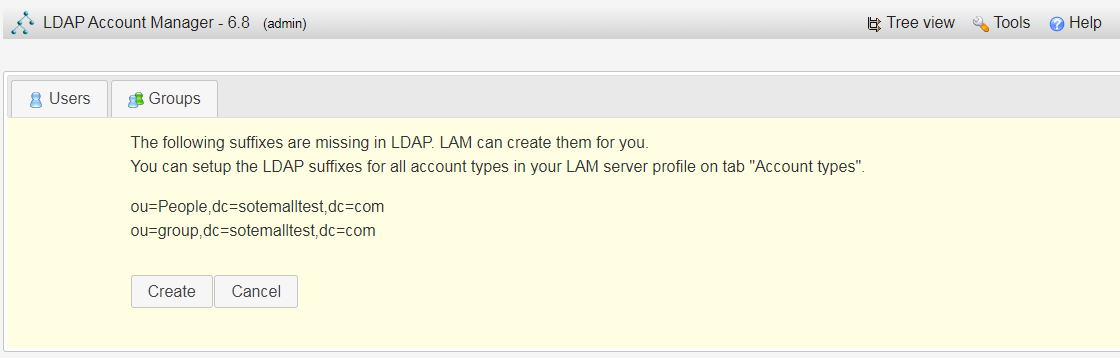 LDAP Account Manager - 6.8 (admin) Tree view Tools Help
Users Groups
The following suffixes are missing in LDAP. LAM can create them for you.
You can setup the LDAP suffixes for all account types in your LAM server profile on tab "Account types".
ou=People,dc=sotemalltest,dc=com
ou=group,dc=sotemalltest,dc=com
Create Cancel